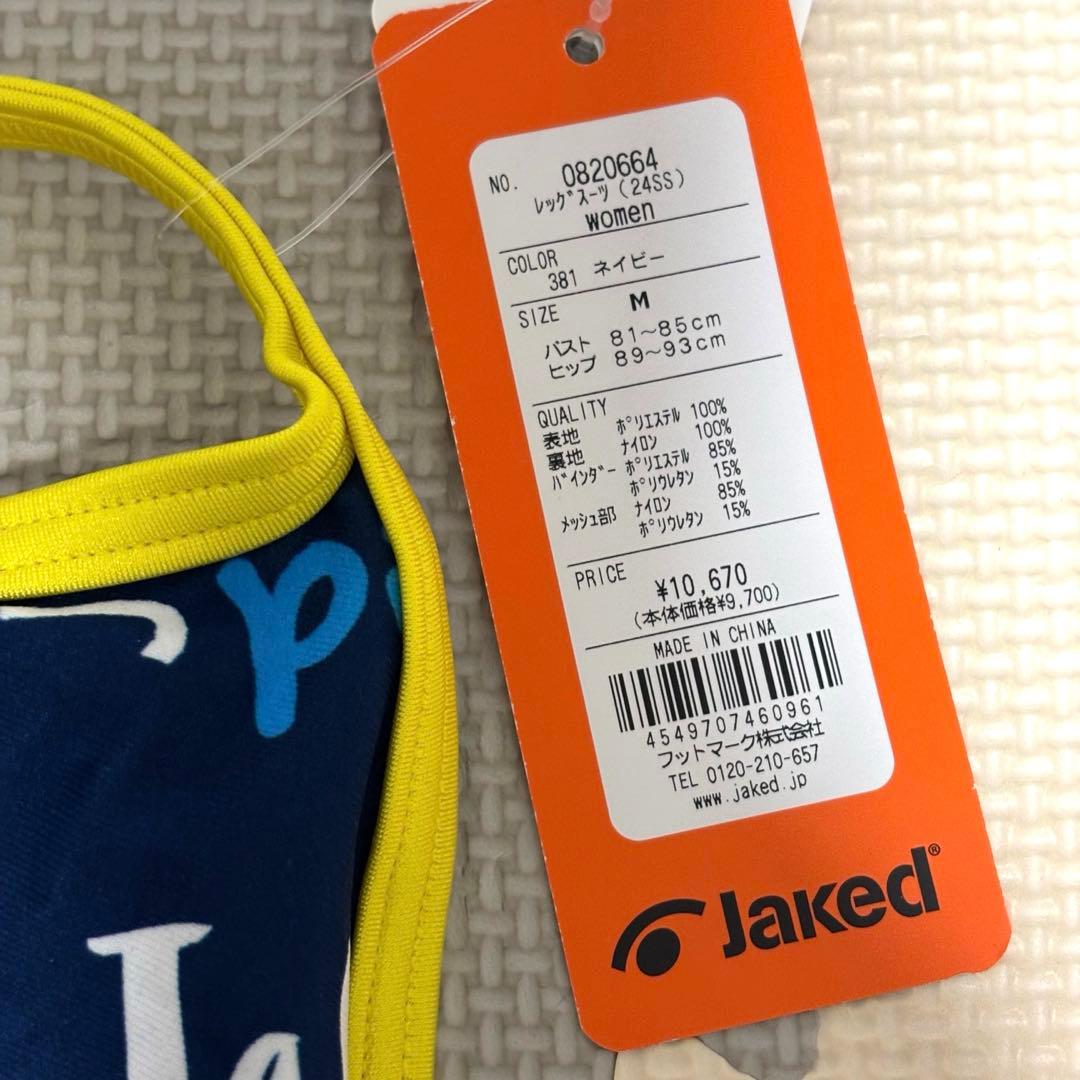 NO. 0820664
レッグスーツ (24SS)
Women
COLOR
381 ネイビー
SIZE M
バスト 81～85cm
ヒップ 89～93cm
QUALITY
表地 ポリエステル 100%
裏地 ナイロン 100%
バインダー ポリエステル 85%
ポリウレタン 15%
メッシュ部 ナイロン 85%
ポリウレタン 15%
PRICE ¥10,670
(本体価格¥9,700)
MADE IN CHINA
4549707460961
フットマーク株式会社
TEL 0120-210-657
www.jaked.jp
Jaked®
Ja